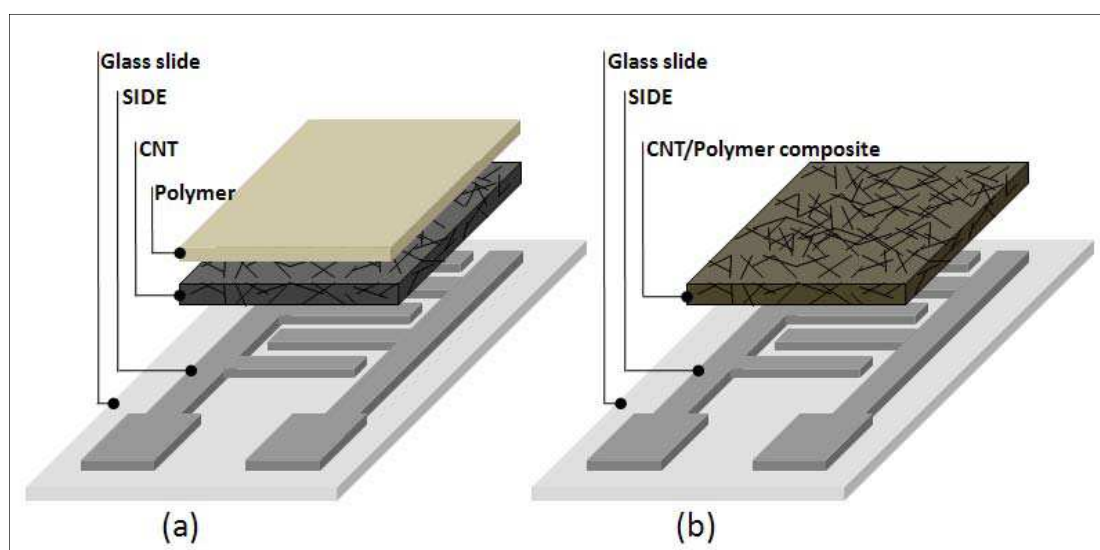 Glass slide
SIDE
CNT
Polymer
(a)
Glass slide
SIDE
CNT/Polymer composite
(b)